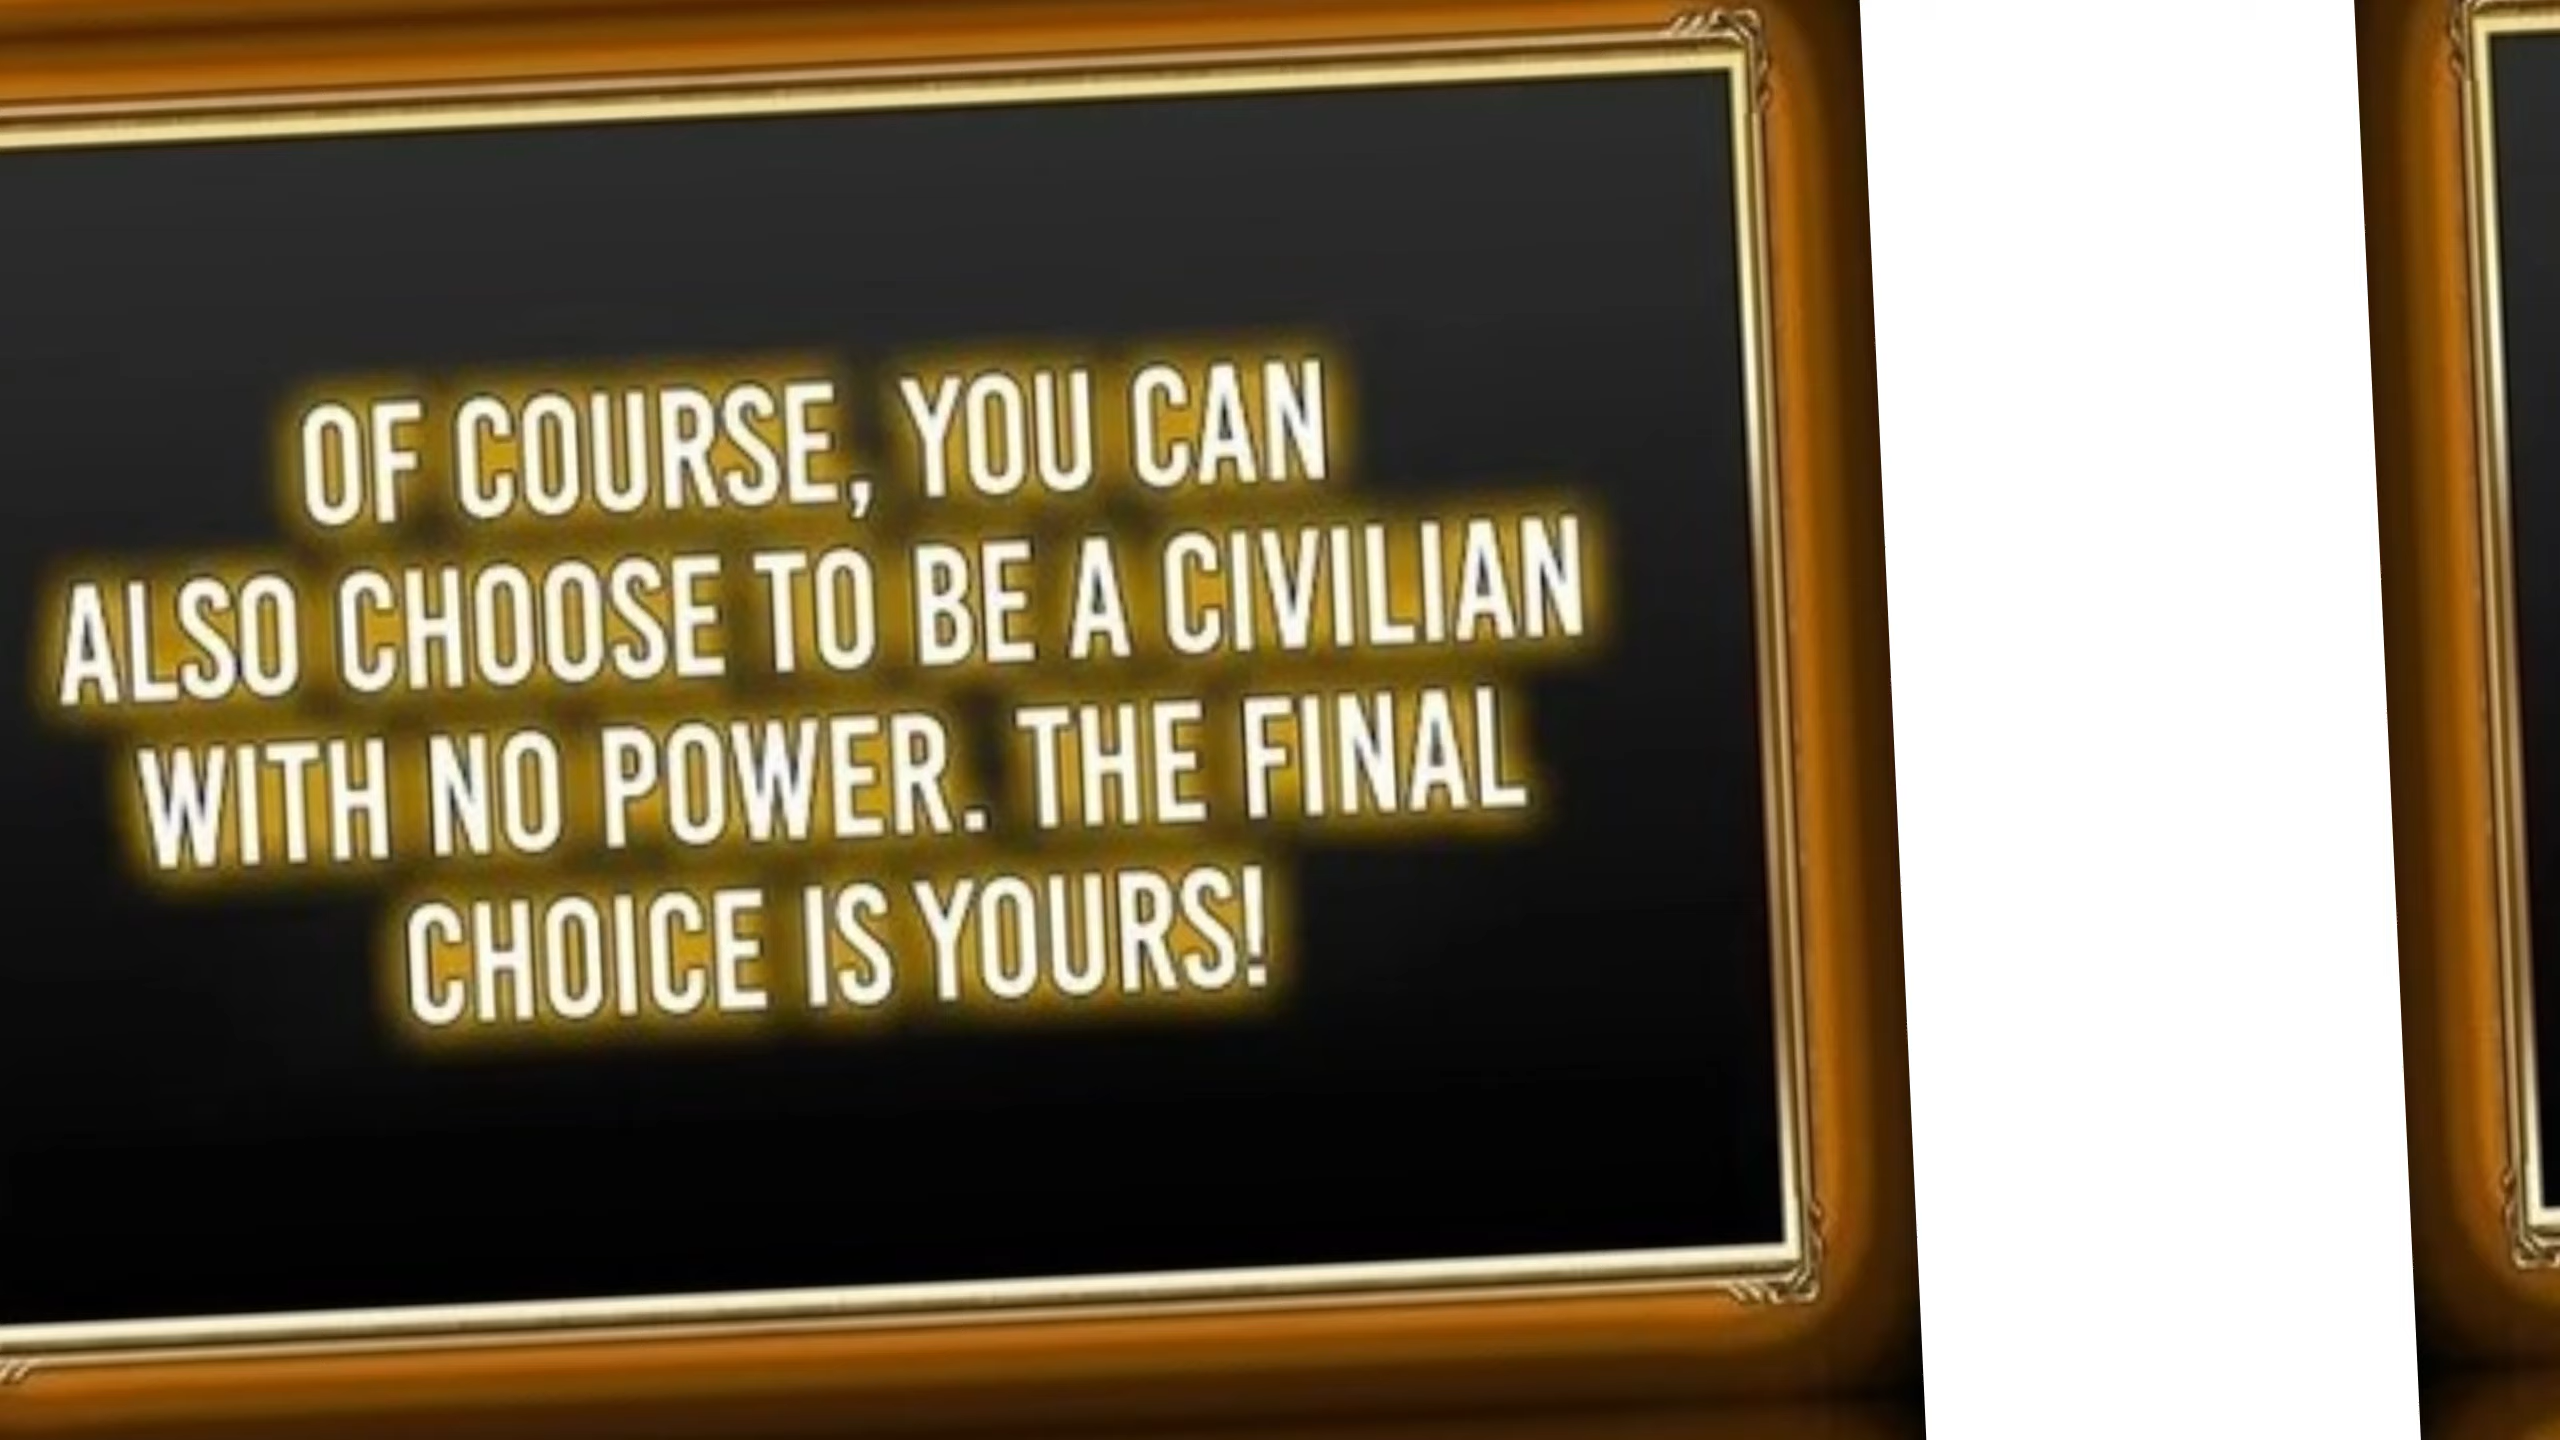 OF COURSE, YOU CAN
ALSO CHOOSE TO BE A CIVILIAN
WITH NO POWER. THE FINAL
CHOICE IS YOURS!